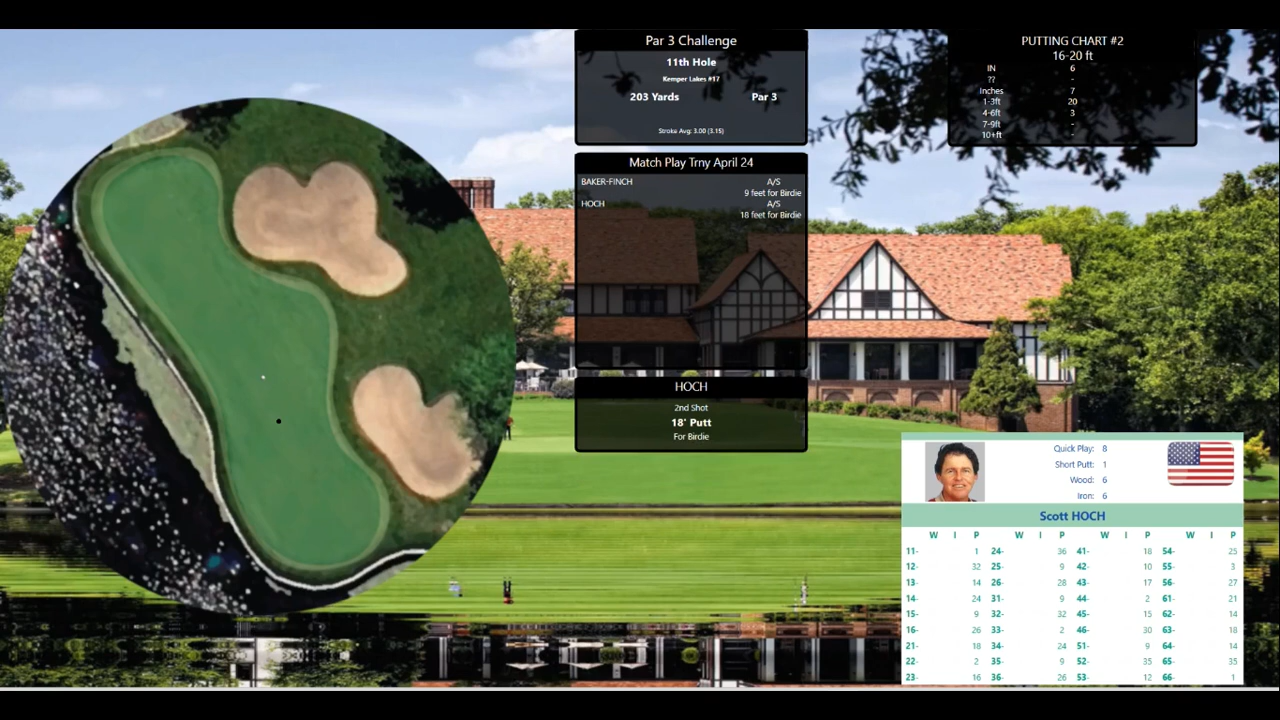 Par 3 Challenge
11th Hole
Kemper Lakes #17
203 Yards Par 3
Stroke Avg: 3.00 (3.15)
Match Play Trny April 24
BAKER-FINCH A/S
9 feet for Birdie
HOCH A/S
18 feet for Birdie
HOCH
2nd Shot
18' Putt
For Birdie
PUTTING CHART #2
16-20 ft
IN 6
?? -
Inches 7
1-3ft 20
4-6ft 3
7-9ft -
10+ft -
Quick Play: 8
Short Putt: 1
Wood: 6
Iron: 6
Scott HOCH
W I P W I P W I P W I P
11- 1 24- 36 41- 18 54- 25
12- 32 25- 9 42- 10 55- 3
13- 14 26- 28 43- 17 56- 27
14- 24 31- 9 44- 2 61- 21
15- 9 32- 32 45- 15 62- 14
16- 26 33- 2 46- 30 63- 18
21- 18 34- 24 51- 9 64- 14
22- 2 35- 9 52- 35 65- 35
23- 16 36- 26 53- 12 66- 1